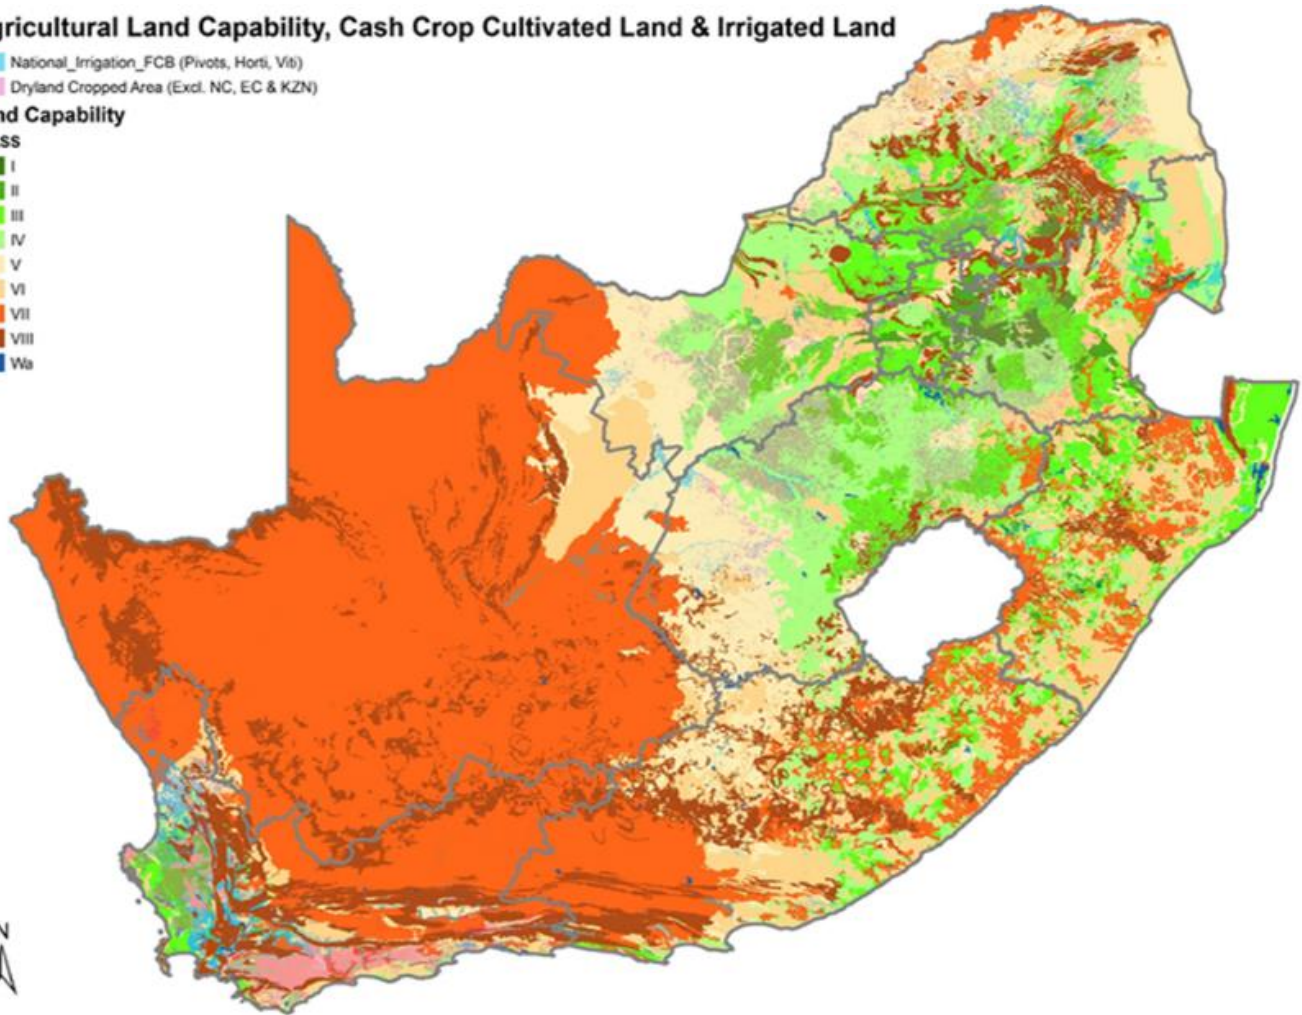 gricultural Land Capability, Cash Crop Cultivated Land & Irrigated Land
National_Irrigation_FCB (Pivots, Horti, Viti)
Dryland Cropped Area (Excl. NC, EC & KZN)
nd Capability
ss
I
II
III
IV
V
VI
VII
VIII
Wa
N